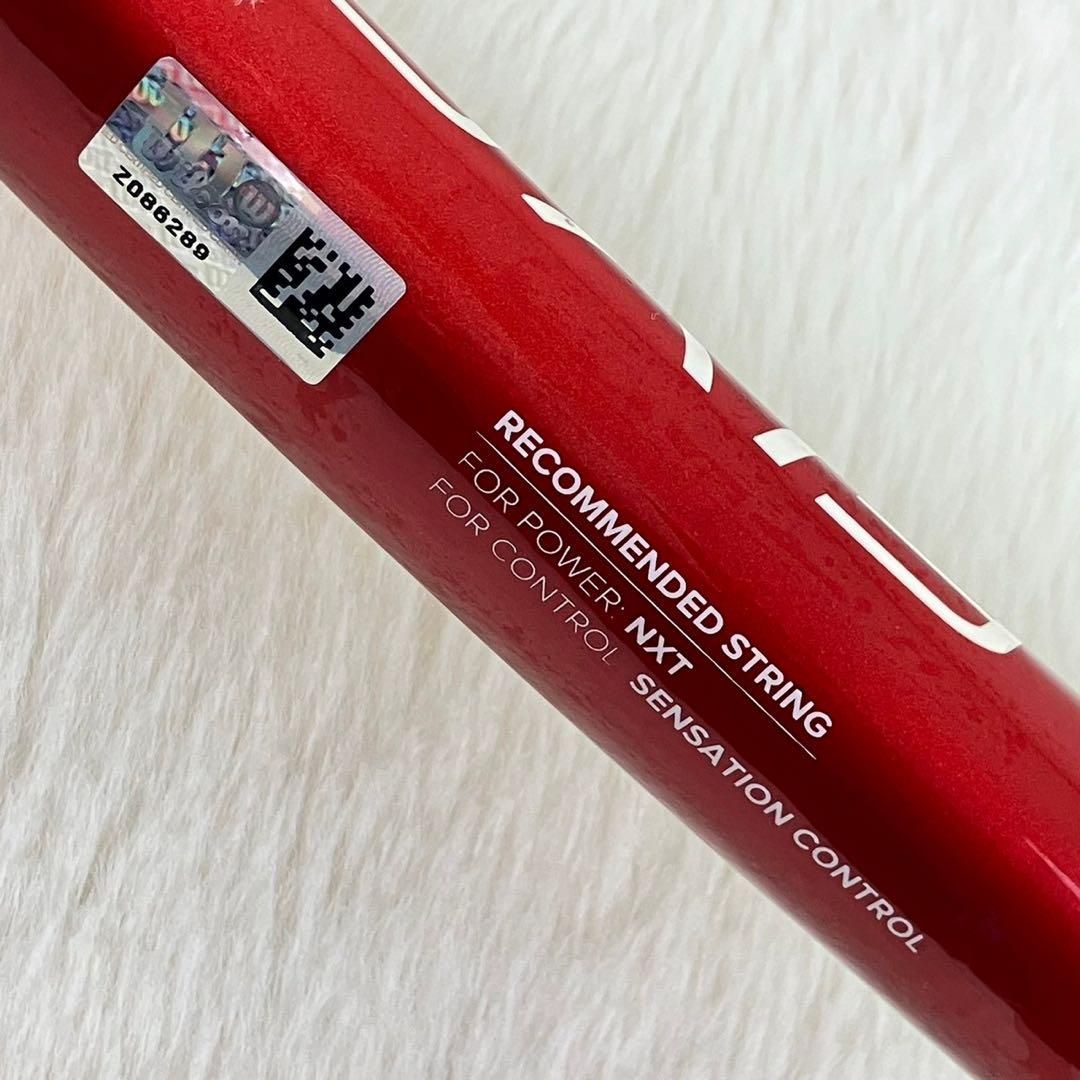 Z086289
RECOMMENDED STRING
FOR POWER: NXT
FOR CONTROL SENSATION CONTROL